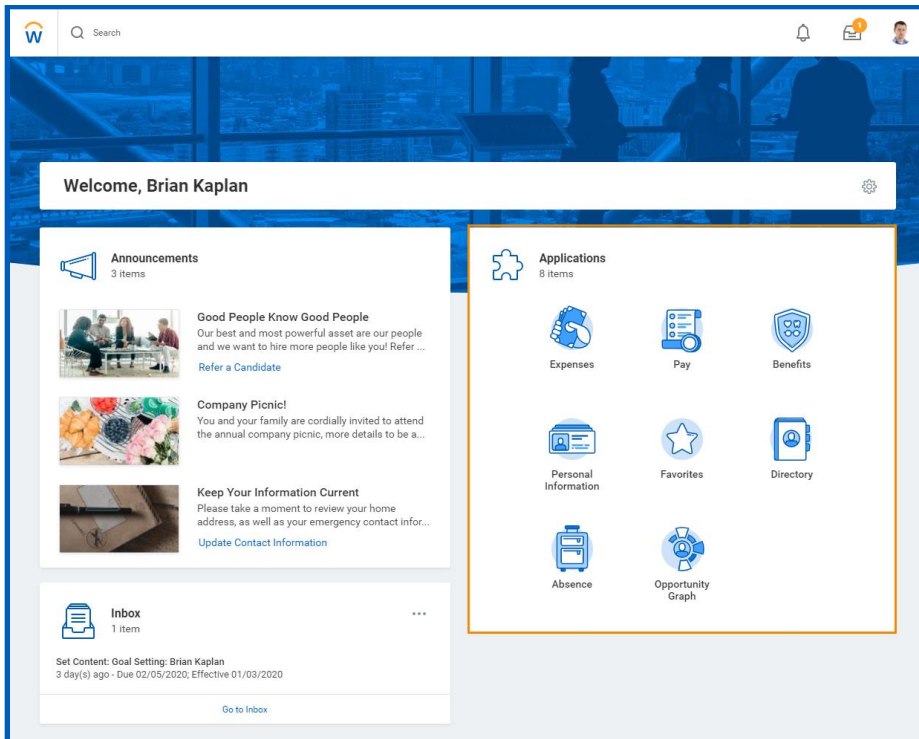 W
Search
1
Welcome, Brian Kaplan
Announcements
3 items
Good People Know Good People
Our best and most powerful asset are our people
and we want to hire more people like you! Refer ...
Refer a Candidate
Company Picnic!
You and your family are cordially invited to attend
the annual company picnic, more details to be a...
Keep Your Information Current
Please take a moment to review your home
address, as well as your emergency contact infor...
Update Contact Information
Inbox
1 item
Set Content: Goal Setting: Brian Kaplan
3 day(s) ago - Due 02/05/2020; Effective 01/03/2020
Go to Inbox
Applications
8 items
Expenses
Pay
Benefits
Personal
Information
Favorites
Directory
Absence
Opportunity
Graph